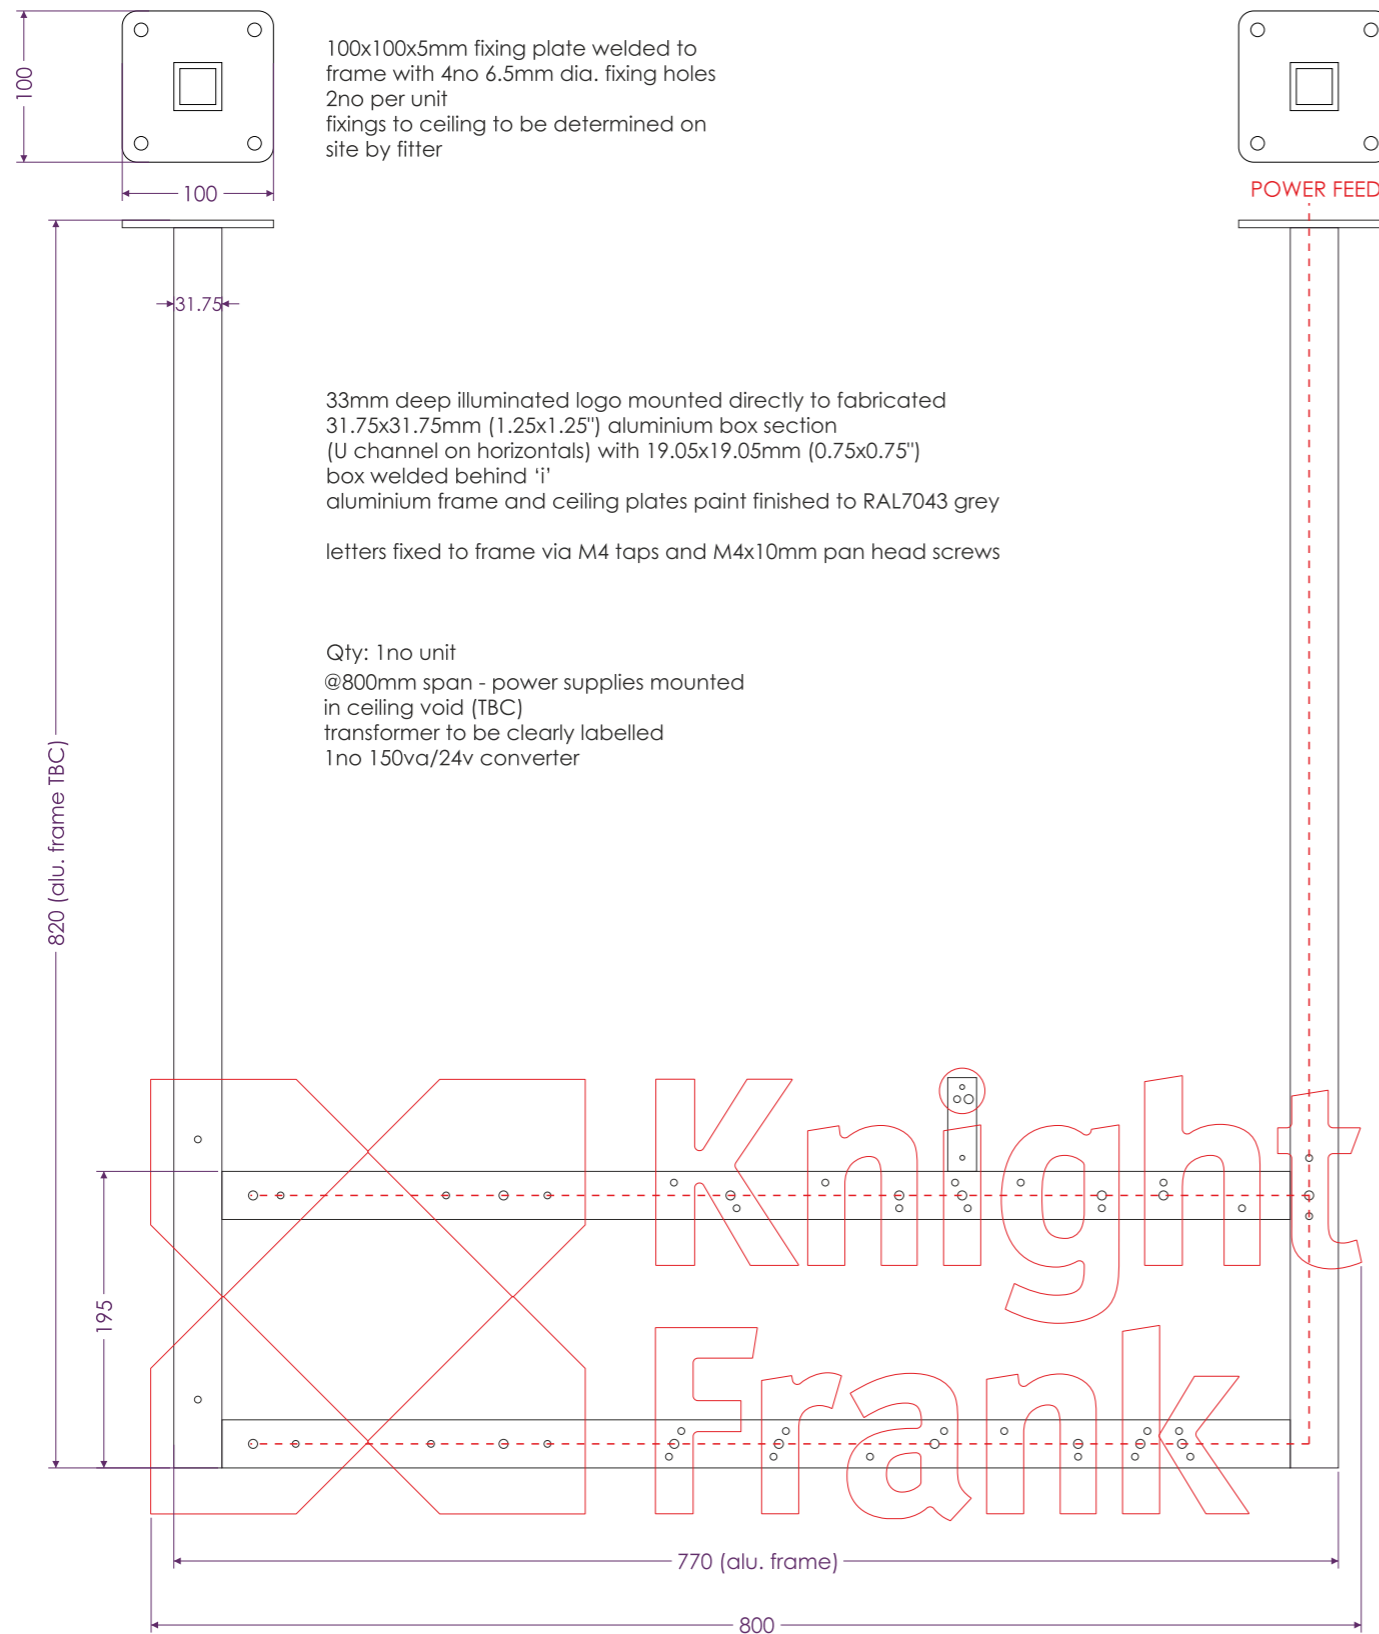 100
100
100x100x5mm fixing plate welded to
frame with 4no 6.5mm dia. fixing holes
2no per unit
fixings to ceiling to be determined on
site by fitter
POWER FEED
31.75
33mm deep illuminated logo mounted directly to fabricated
31.75x31.75mm (1.25x1.25") aluminium box section
(U channel on horizontals) with 19.05x19.05mm (0.75x0.75")
box welded behind ‘i’
aluminium frame and ceiling plates paint finished to RAL7043 grey
letters fixed to frame via M4 taps and M4x10mm pan head screws
Qty: 1no unit
@800mm span - power supplies mounted
in ceiling void (TBC)
transformer to be clearly labelled
1no 150va/24v converter
820 (alu. frame TBC)
Knight
195
Frank
770 (alu. frame)
800